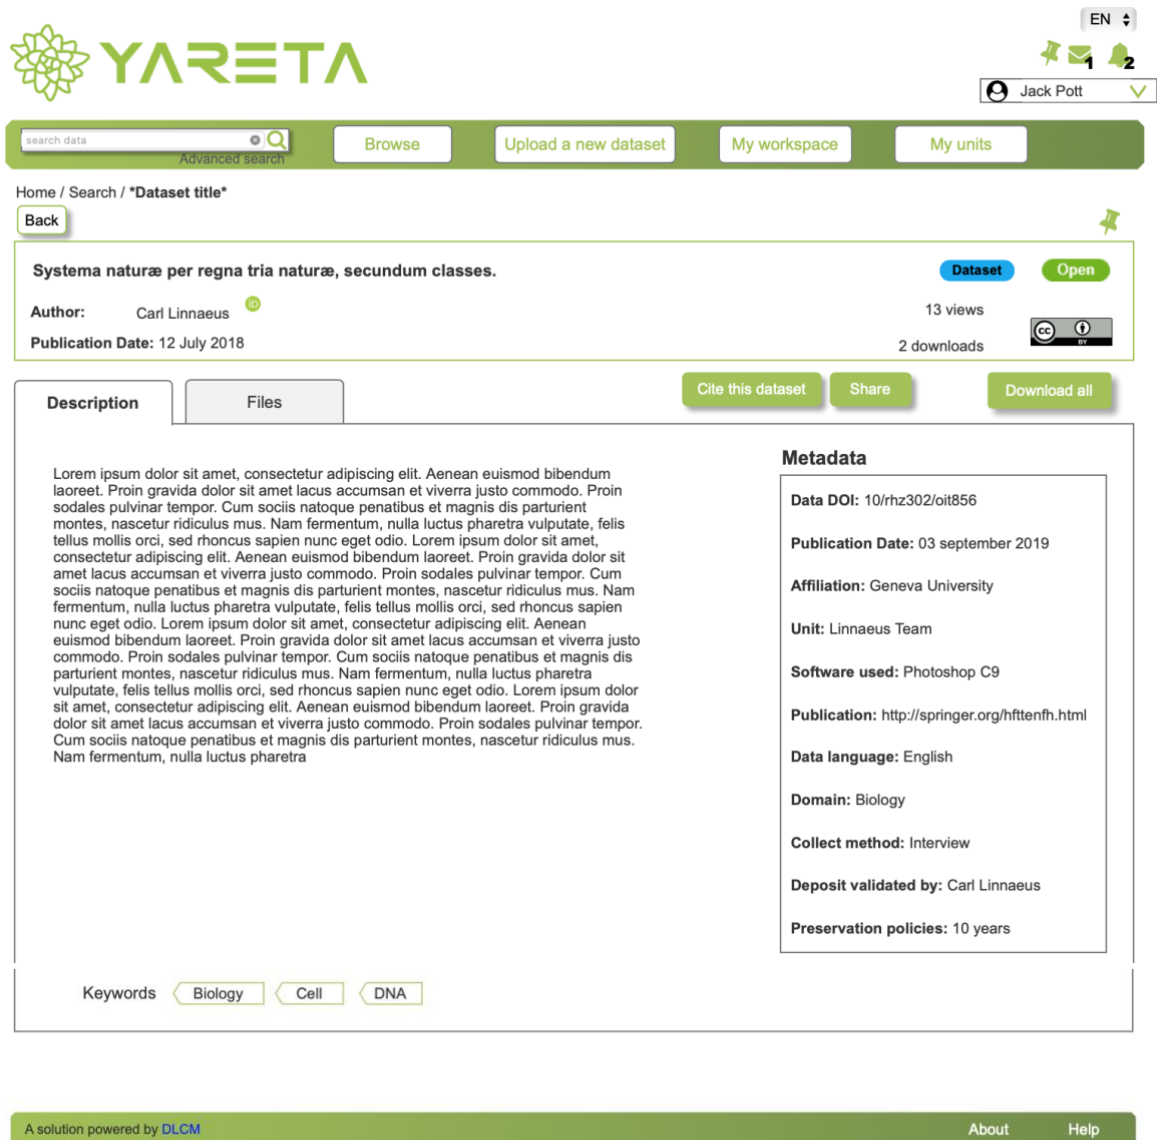 EN
YARETA
1
2
Jack Pott
search data
Advanced search
Browse
Upload a new dataset
My workspace
My units
Home / Search / *Dataset title*
Back
Systema naturæ per regna tria naturæ, secundum classes.
Dataset
Open
Author: Carl Linnaeus
iD
13 views
Publication Date: 12 July 2018
2 downloads
cc
BY
Description
Files
Cite this dataset
Share
Download all
Lorem ipsum dolor sit amet, consectetur adipiscing elit. Aenean euismod bibendum
laoreet. Proin gravida dolor sit amet lacus accumsan et viverra justo commodo. Proin
sodales pulvinar tempor. Cum sociis natoque penatibus et magnis dis parturient
montes, nascetur ridiculus mus. Nam fermentum, nulla luctus pharetra vulputate, felis
tellus mollis orci, sed rhoncus sapien nunc eget odio. Lorem ipsum dolor sit amet,
consectetur adipiscing elit. Aenean euismod bibendum laoreet. Proin gravida dolor sit
amet lacus accumsan et viverra justo commodo. Proin sodales pulvinar tempor. Cum
sociis natoque penatibus et magnis dis parturient montes, nascetur ridiculus mus. Nam
fermentum, nulla luctus pharetra vulputate, felis tellus mollis orci, sed rhoncus sapien
nunc eget odio. Lorem ipsum dolor sit amet, consectetur adipiscing elit. Aenean
euismod bibendum laoreet. Proin gravida dolor sit amet lacus accumsan et viverra justo
commodo. Proin sodales pulvinar tempor. Cum sociis natoque penatibus et magnis dis
parturient montes, nascetur ridiculus mus. Nam fermentum, nulla luctus pharetra
vulputate, felis tellus mollis orci, sed rhoncus sapien nunc eget odio. Lorem ipsum dolor
sit amet, consectetur adipiscing elit. Aenean euismod bibendum laoreet. Proin gravida
dolor sit amet lacus accumsan et viverra justo commodo. Proin sodales pulvinar tempor.
Cum sociis natoque penatibus et magnis dis parturient montes, nascetur ridiculus mus.
Nam fermentum, nulla luctus pharetra
Metadata
Data DOI: 10/rhz302/oit856
Publication Date: 03 september 2019
Affiliation: Geneva University
Unit: Linnaeus Team
Software used: Photoshop C9
Publication: http://springer.org/hfttenfh.html
Data language: English
Domain: Biology
Collect method: Interview
Deposit validated by: Carl Linnaeus
Preservation policies: 10 years
Keywords
Biology
Cell
DNA
A solution powered by DLCM
About
Help